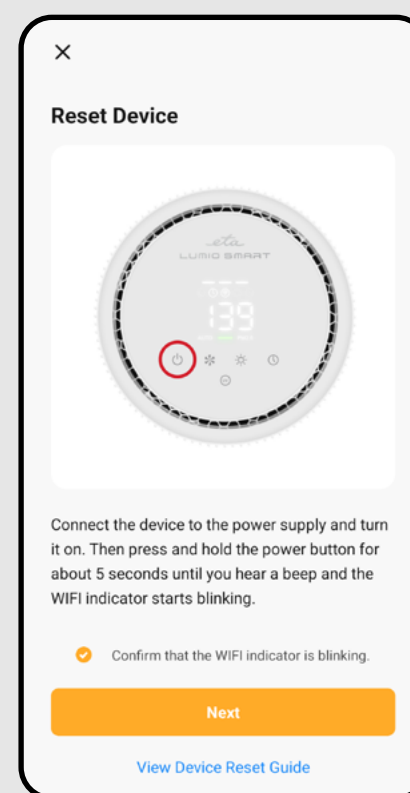 Reset Device
eta
LUMIO SMART
139
Connect the device to the power supply and turn
it on. Then press and hold the power button for
about 5 seconds until you hear a beep and the
WIFI indicator starts blinking.
Confirm that the WIFI indicator is blinking.
Next
View Device Reset Guide